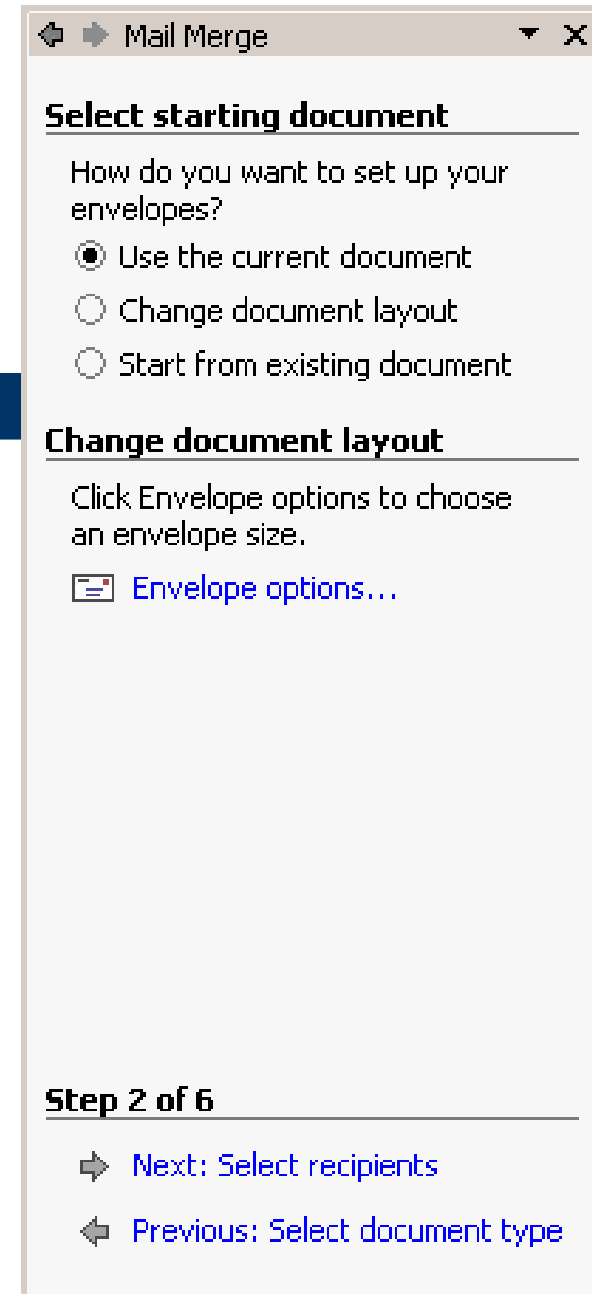 Mail Merge
Select starting document
How do you want to set up your
envelopes?
Use the current document
Change document layout
Start from existing document
Change document layout
Click Envelope options to choose
an envelope size.
Envelope options...
Step 2 of 6
Next: Select recipients
Previous: Select document type